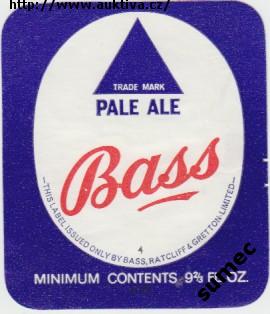 http://www.auktiva.cz/
TRADE MARK
PALE ALE
Bass
—THIS LABEL ISSUED ONLY BY BASS, RATCLIFF & GRETTON·LIMITED—
4
MINIMUM CONTENTS 9⅔ FL. OZ.
sumec